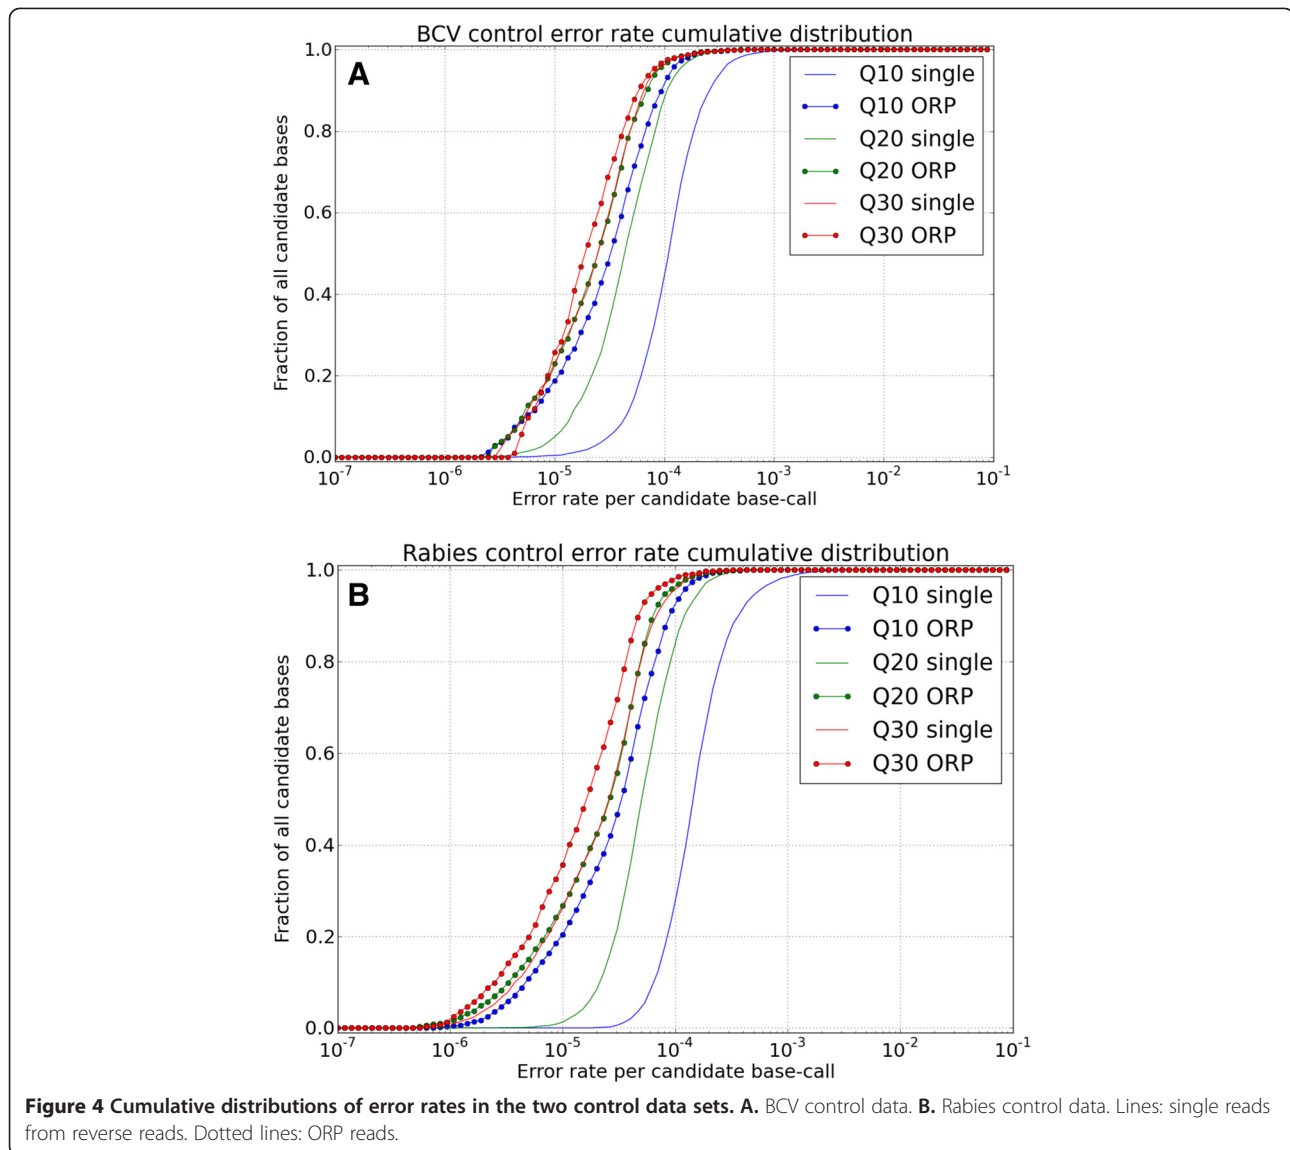 BCV control error rate cumulative distribution
A
Fraction of all candidate bases
1.0
0.8
0.6
0.4
0.2
0.0
Q10 single
Q10 ORP
Q20 single
Q20 ORP
Q30 single
Q30 ORP
10-7 10-6 10-5 10-4 10-3 10-2 10-1
Error rate per candidate base-call
Rabies control error rate cumulative distribution
B
Fraction of all candidate bases
1.0
0.8
0.6
0.4
0.2
0.0
Q10 single
Q10 ORP
Q20 single
Q20 ORP
Q30 single
Q30 ORP
10-7 10-6 10-5 10-4 10-3 10-2 10-1
Error rate per candidate base-call
Figure 4 Cumulative distributions of error rates in the two control data sets. A. BCV control data. B. Rabies control data. Lines: single reads
from reverse reads. Dotted lines: ORP reads.